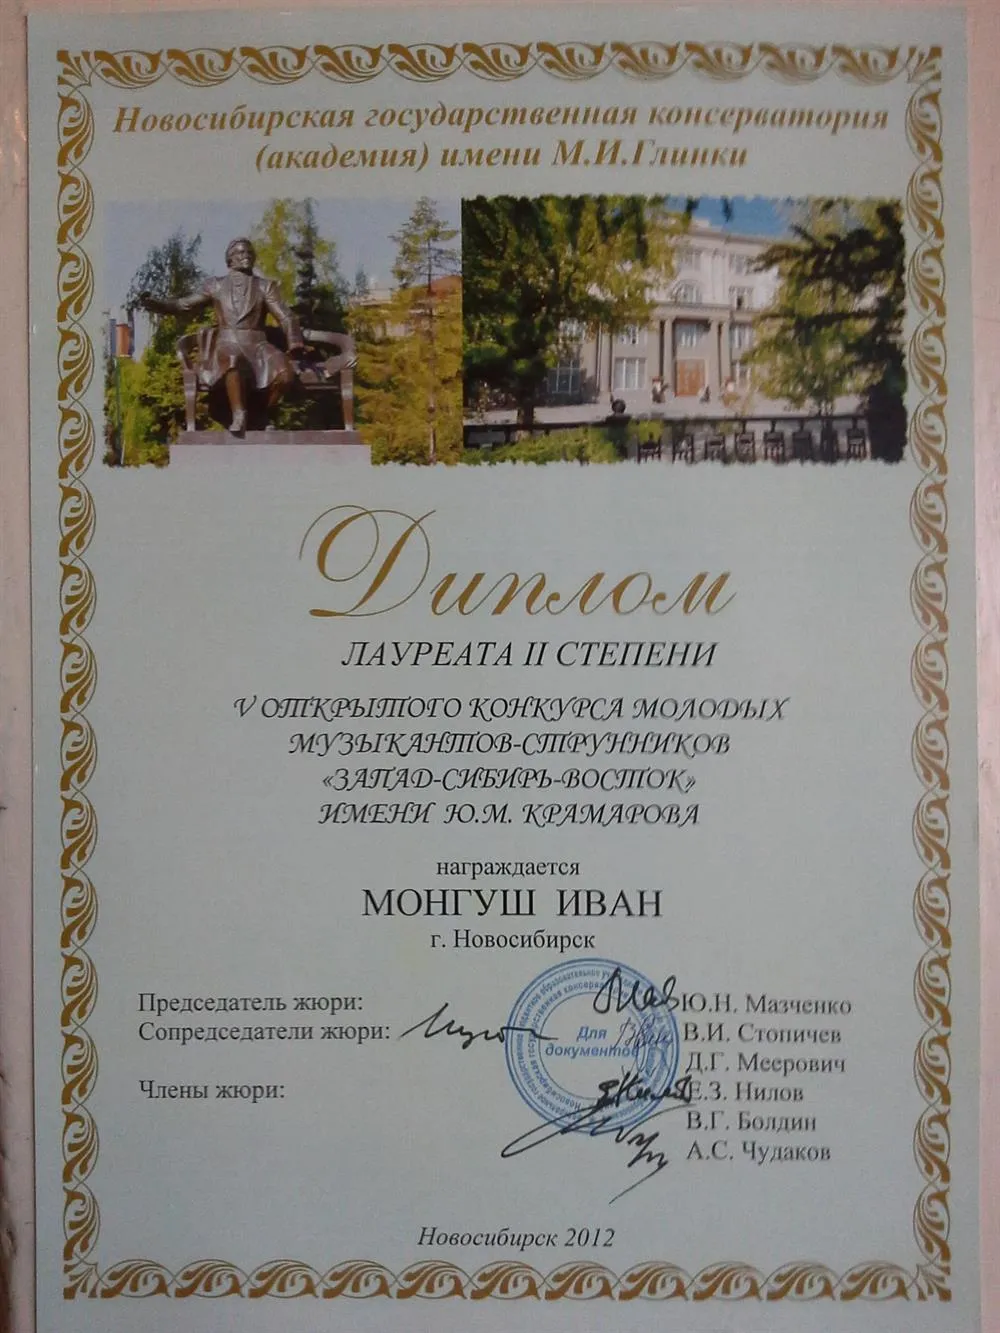 Новосибирская государственная консерватория
(академия) имени М.И.Глинки
Диплом
ЛАУРЕАТА II СТЕПЕНИ
V ОТКРЫТОГО КОНКУРСА МОЛОДЫХ
МУЗЫКАНТОВ-СТРУННИКОВ
«ЗАПАД-СИБИРЬ-ВОСТОК»
ИМЕНИ Ю.М. КРАМАРОВА
награждается
МОНГУШ ИВАН
г. Новосибирск
Председатель жюри: Ю.Н. Мазченко
Сопредседатели жюри: В.И. Стопичев
Д.Г. Меерович
Члены жюри: Е.З. Нилов
В.Г. Болдин
А.С. Чудаков
Для
документов
Новосибирск 2012